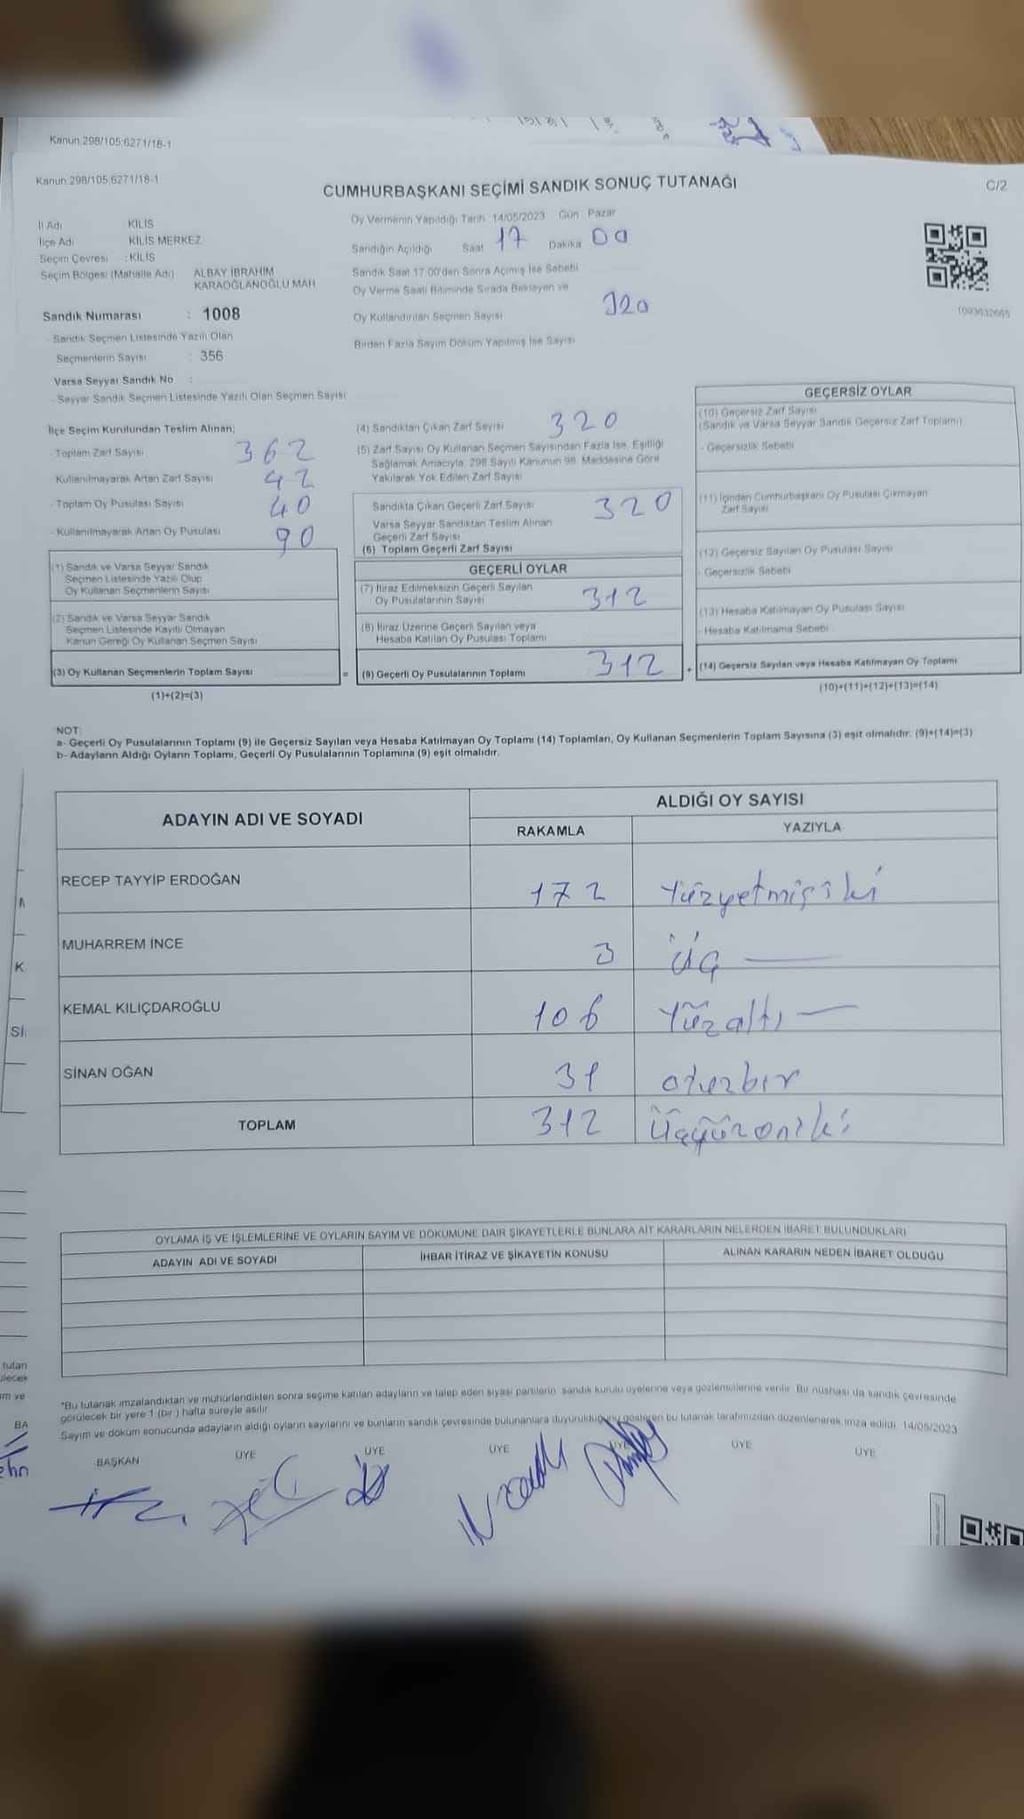 Kanun:298/105:6271/18-1
Kanun:298/105:6271/18-1
CUMHURBAŞKANI SEÇİMİ SANDIK SONUÇ TUTANAĞI
C/2
İl Adı KİLİS
İlçe Adı KİLİS MERKEZ
Seçim Çevresi : KİLİS
Seçim Bölgesi (Mahalle Adı) ALBAY İBRAHİM
KARAOĞLANOĞLU MAH
Sandık Numarası : 1008
Sandık Seçmen Listesinde Yazılı Olan
Seçmenlerin Sayısı : 356
Varsa Seyyar Sandık No :
- Seyyar Sandık Seçmen Listesinde Yazılı Olan Seçmen Sayısı
Oy Vermenin Yapıldığı Tarih 14/05/2023 Gün Pazar
Sandığın Açıldığı Saat 17 Dakika 00
Sandık Saat 17.00'den Sonra Açımış İse Sebebi
Oy Verme Saati Bitiminde Sırada Bekleyen ve
Oy Kullandırılan Seçmen Sayısı 320
Birden Fazla Sayım Döküm Yapılmış İse Sayısı
İlçe Seçim Kurulundan Teslim Alınan;
- Toplam Zarf Sayısı 362
- Kullanılmayarak Artan Zarf Sayısı 42
- Toplam Oy Pusulası Sayısı 40
- Kullanılmayarak Artan Oy Pusulası 90
(1) Sandık ve Varsa Seyyar Sandık
Seçmen Listesinde Yazılı Olup
Oy Kullanan Seçmenlerin Sayısı
(2) Sandık ve Varsa Seyyar Sandık
Seçmen Listesinde Kayıtlı Olmayan
Kanun Gereği Oy Kullanan Seçmen Sayısı
(3) Oy Kullanan Seçmenlerin Toplam Sayısı =
(1)+(2)=(3)
(4) Sandıktan Çıkan Zarf Sayısı 320
(5) Zarf Sayısı Oy Kullanan Seçmen Sayısından Fazla İse, Eşitliği
Sağlamak Amacıyla, 298 Sayılı Kanunun 98. Maddesine Göre
Yakılarak Yok Edilen Zarf Sayısı
Sandıkta Çıkan Geçerli Zarf Sayısı 320
Varsa Seyyar Sandıktan Teslim Alınan
Geçerli Zarf Sayısı
(6) Toplam Geçerli Zarf Sayısı
GEÇERLİ OYLAR
(7) İtiraz Edilmeksizin Geçerli Sayılan
Oy Pusulalarının Sayısı 312
(8) İtiraz Üzerine Geçerli Sayılan veya
Hesaba Katılan Oy Pusulası Toplamı
(9) Geçerli Oy Pusulalarının Toplamı 312 +
GEÇERSİZ OYLAR
(10) Geçersiz Zarf Sayısı
(Sandık ve Varsa Seyyar Sandık Geçersiz Zarf Toplamı)
- Geçersizlik Sebebi
(11) İçinden Cumhurbaşkanı Oy Pusulası Çıkmayan
Zarf Sayısı
(12) Geçersiz Sayılan Oy Pusulası Sayısı
- Geçersizlik Sebebi
(13) Hesaba Katılmayan Oy Pusulası Sayısı
- Hesaba Katılmama Sebebi
(14) Geçersiz Sayılan veya Hesaba Katılmayan Oy Toplamı
(10)+(11)+(12)+(13)=(14)
NOT:
a- Geçerli Oy Pusulalarının Toplamı (9) ile Geçersiz Sayılan veya Hesaba Katılmayan Oy Toplamı (14) Toplamları, Oy Kullanan Seçmenlerin Toplam Sayısına (3) eşit olmalıdır. (9)+(14)=(3)
b- Adayların Aldığı Oyların Toplamı, Geçerli Oy Pusulalarının Toplamına (9) eşit olmalıdır.
ADAYIN ADI VE SOYADI
ALDIĞI OY SAYISI
RAKAMLA YAZIYLA
RECEP TAYYİP ERDOĞAN 172 Yüzyetmişiki
MUHARREM İNCE 3 üç
KEMAL KILIÇDAROĞLU 106 Yüzaltı
SİNAN OĞAN 31 otuzbir
TOPLAM 312 Üçyüzoniki
OYLAMA İŞ VE İŞLEMLERİNE VE OYLARIN SAYIM VE DÖKÜMÜNE DAİR ŞİKAYETLERLE BUNLARA AİT KARARLARIN NELERDEN İBARET BULUNDUKLARI
ADAYIN ADI VE SOYADI İHBAR İTİRAZ VE ŞİKAYETİN KONUSU ALINAN KARARIN NEDEN İBARET OLDUĞU
*Bu tutanak imzalandıktan ve mühürlendikten sonra seçime katılan adayların ve talep eden siyasi partilerin sandık kurulu üyelerine veya gözlemcilerine verilir. Bu nüshası da sandık çevresinde
görülecek bir yere 1 (bir) hafta süreyle asılır.
Sayım ve döküm sonucunda adayların aldığı oyların sayılarını ve bunların sandık çevresinde bulunanlara duyurulduğunu gösteren bu tutanak tarafımızdan düzenlenerek imza edildi. 14/05/2023
BAŞKAN ÜYE ÜYE ÜYE ÜYE ÜYE ÜYE